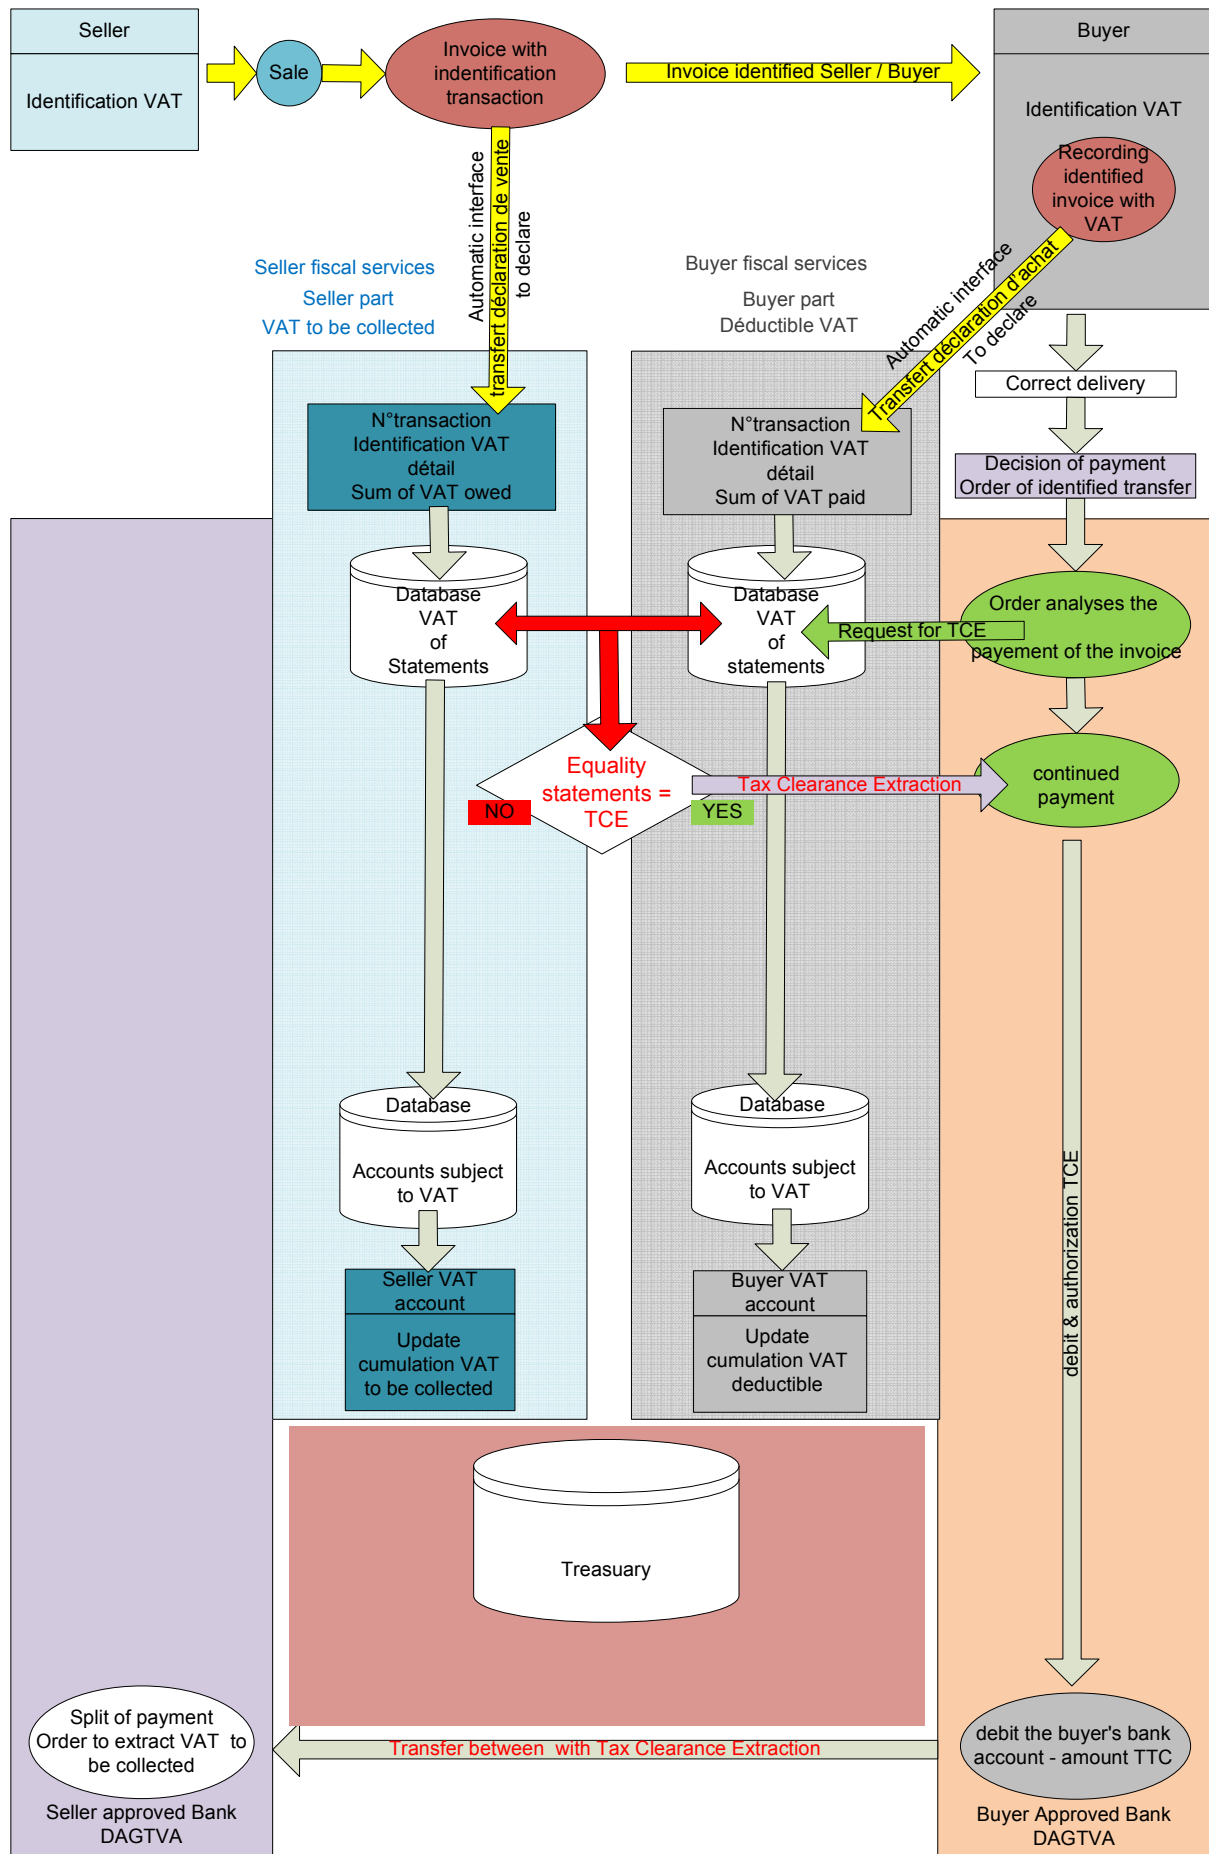 Seller
Identification VAT
Sale
Invoice with
indentification
transaction
Invoice identified Seller / Buyer
Buyer
Identification VAT
Recording
identified
invoice with
VAT
Automatic interface
transfert déclaration de vente
to declare
Seller fiscal services
Seller part
VAT to be collected
Buyer fiscal services
Buyer part
Déductible VAT
Automatic interface
Transfert déclaration d'achat
To declare
Correct delivery
Decision of payment
Order of identified transfer
N°transaction
Identification VAT
détail
Sum of VAT owed
N°transaction
Identification VAT
détail
Sum of VAT paid
Database
VAT
of
Statements
Database
VAT
of
statements
Request for TCE
Order analyses the
payement of the invoice
Equality
statements =
TCE
NO
YES
Tax Clearance Extraction
continued
payment
Database
Accounts subject
to VAT
Database
Accounts subject
to VAT
debit & authorization TCE
Seller VAT
account
Update
cumulation VAT
to be collected
Buyer VAT
account
Update
cumulation VAT
deductible
Treasuary
Split of payment
Order to extract VAT to
be collected
Transfer between with Tax Clearance Extraction
debit the buyer's bank
account - amount TTC
Seller approved Bank
DAGTVA
Buyer Approved Bank
DAGTVA